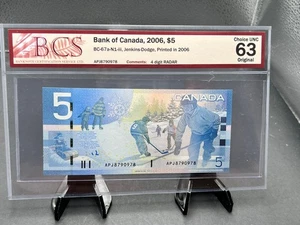 BCS
Bank of Canada, 2006, $5
BC-67a-N1-iii, Jenkins-Dodge, Printed in 2006
APJ8790978 Comments: 4 digit RADAR
Choice UNC
63
Original
5
CANADA
APJ8790978
APJ8790978
5